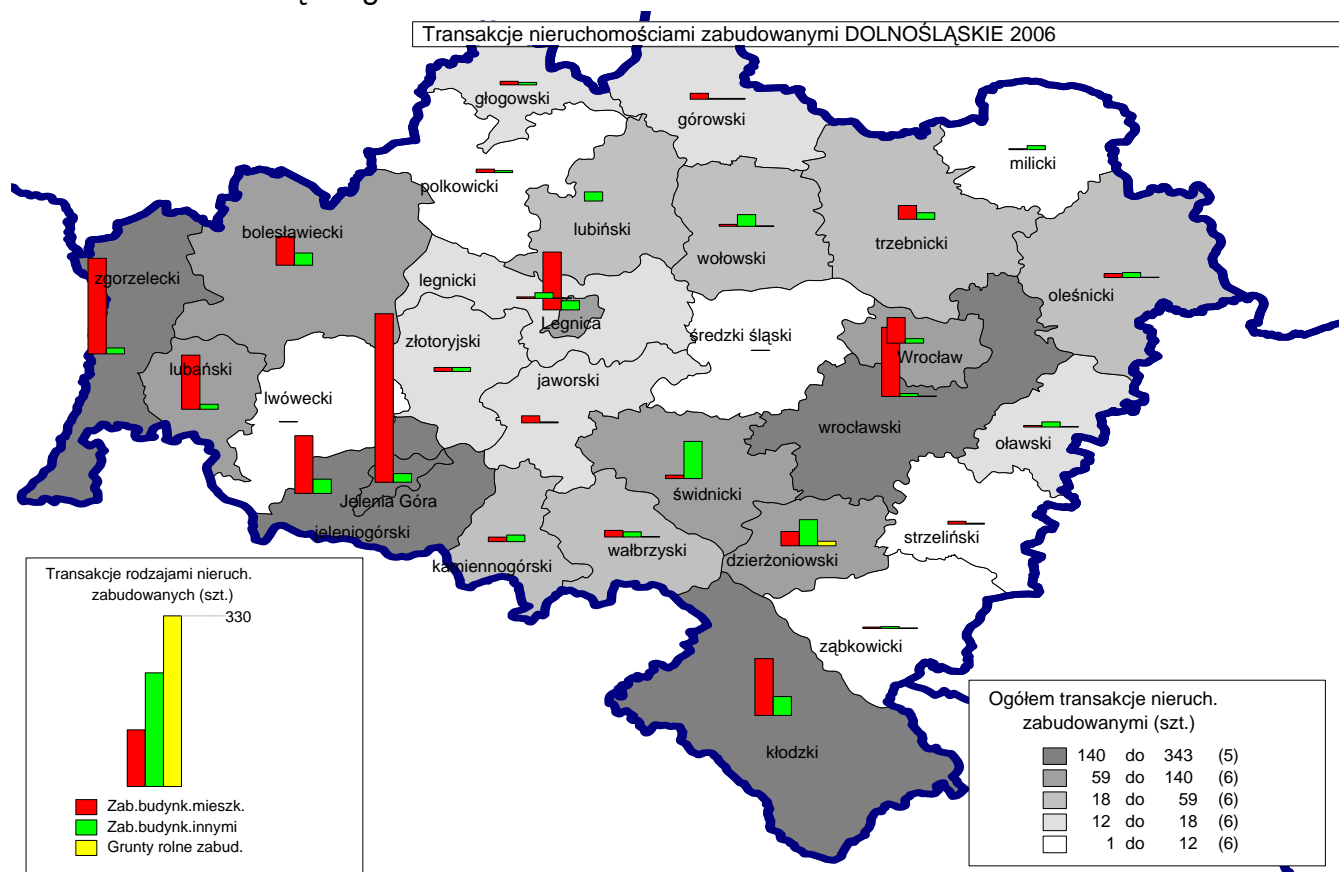 Transakcje nieruchomościami zabudowanymi DOLNOŚLĄSKIE 2006
głogowski
górowski
milicki
polkowicki
lubiński
wołowski
trzebnicki
oleśnicki
bolesławiecki
zgorzelecki
legnicki
Legnica
średzki śląski
Wrocław
złotoryjski
jaworski
lubański
lwówecki
wrocławski
oławski
świdnicki
Jelenia Góra
jeleniogórski
kamiennogórski
wałbrzyski
dzierżoniowski
strzeliński
ząbkowicki
kłodzki
Transakcje rodzajami nieruch.
zabudowanych (szt.)
330
Zab.budynk.mieszk.
Zab.budynk.innymi
Grunty rolne zabud.
Ogółem transakcje nieruch.
zabudowanymi (szt.)
140 do 343 (5)
59 do 140 (6)
18 do 59 (6)
12 do 18 (6)
1 do 12 (6)